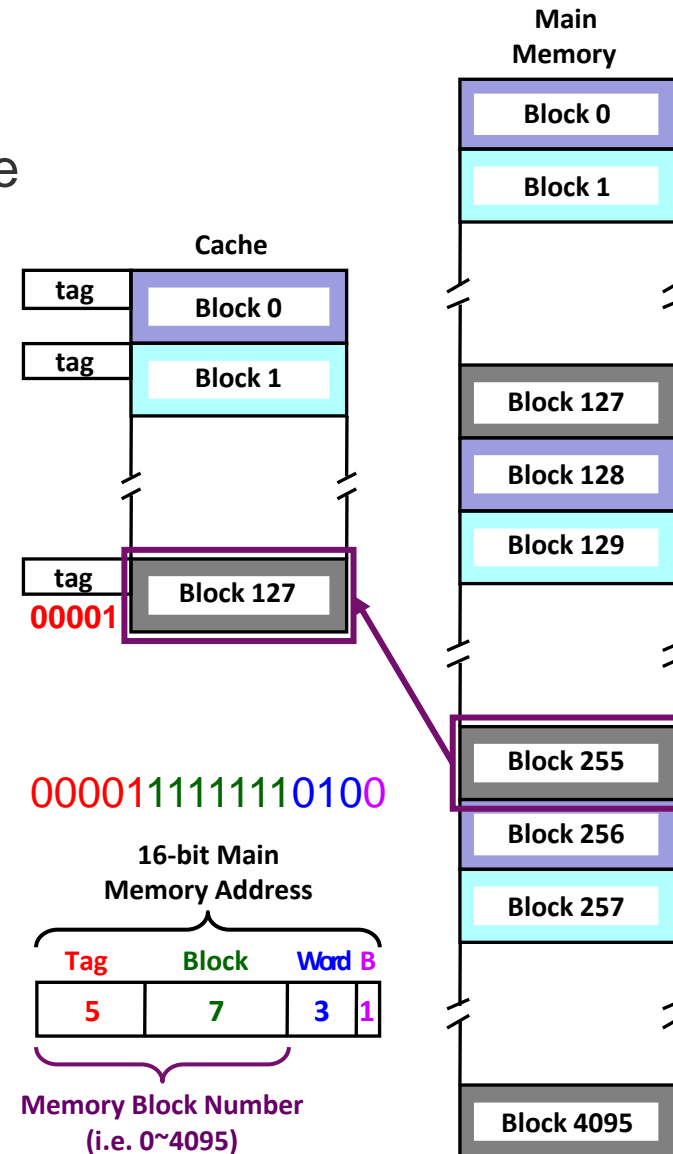 e
Cache
tag
Block 0
tag
Block 1
tag
Block 127
00001
Main
Memory
Block 0
Block 1
Block 127
Block 128
Block 129
Block 255
Block 256
Block 257
Block 4095
0000111111110100
16-bit Main
Memory Address
Tag Block Word B
5 7 3 1
Memory Block Number
(i.e. 0~4095)